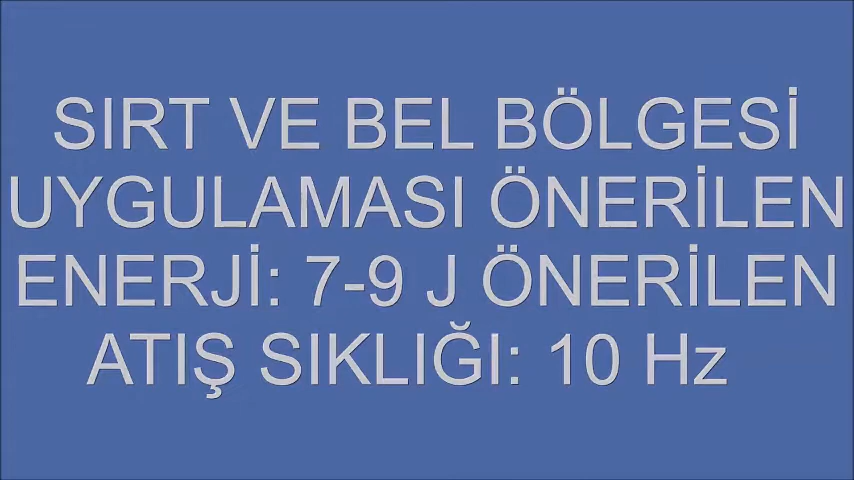 SIRT VE BEL BÖLGESİ
UYGULAMASI ÖNERİLEN
ENERJİ: 7-9 J ÖNERİLEN
ATIŞ SIKLIĞI: 10 Hz